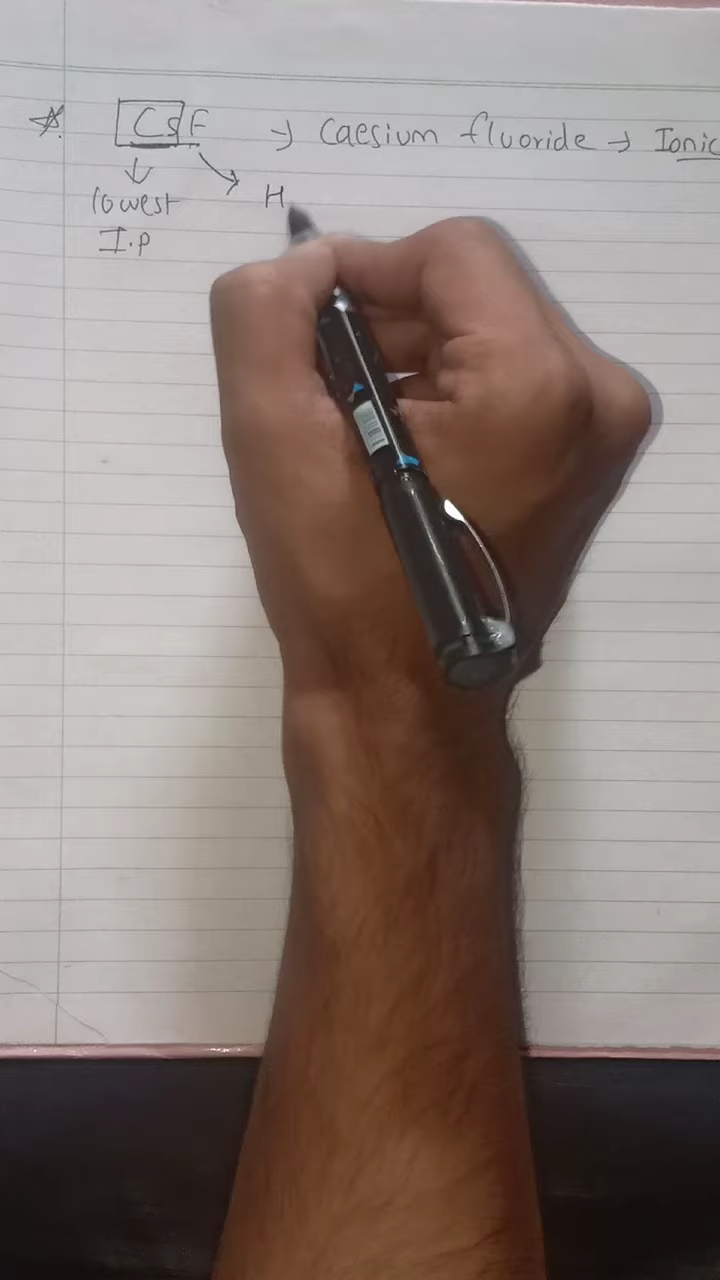 ☆. CsF → Caesium fluoride → Ionic
↓ ↘ H
lowest
I.p